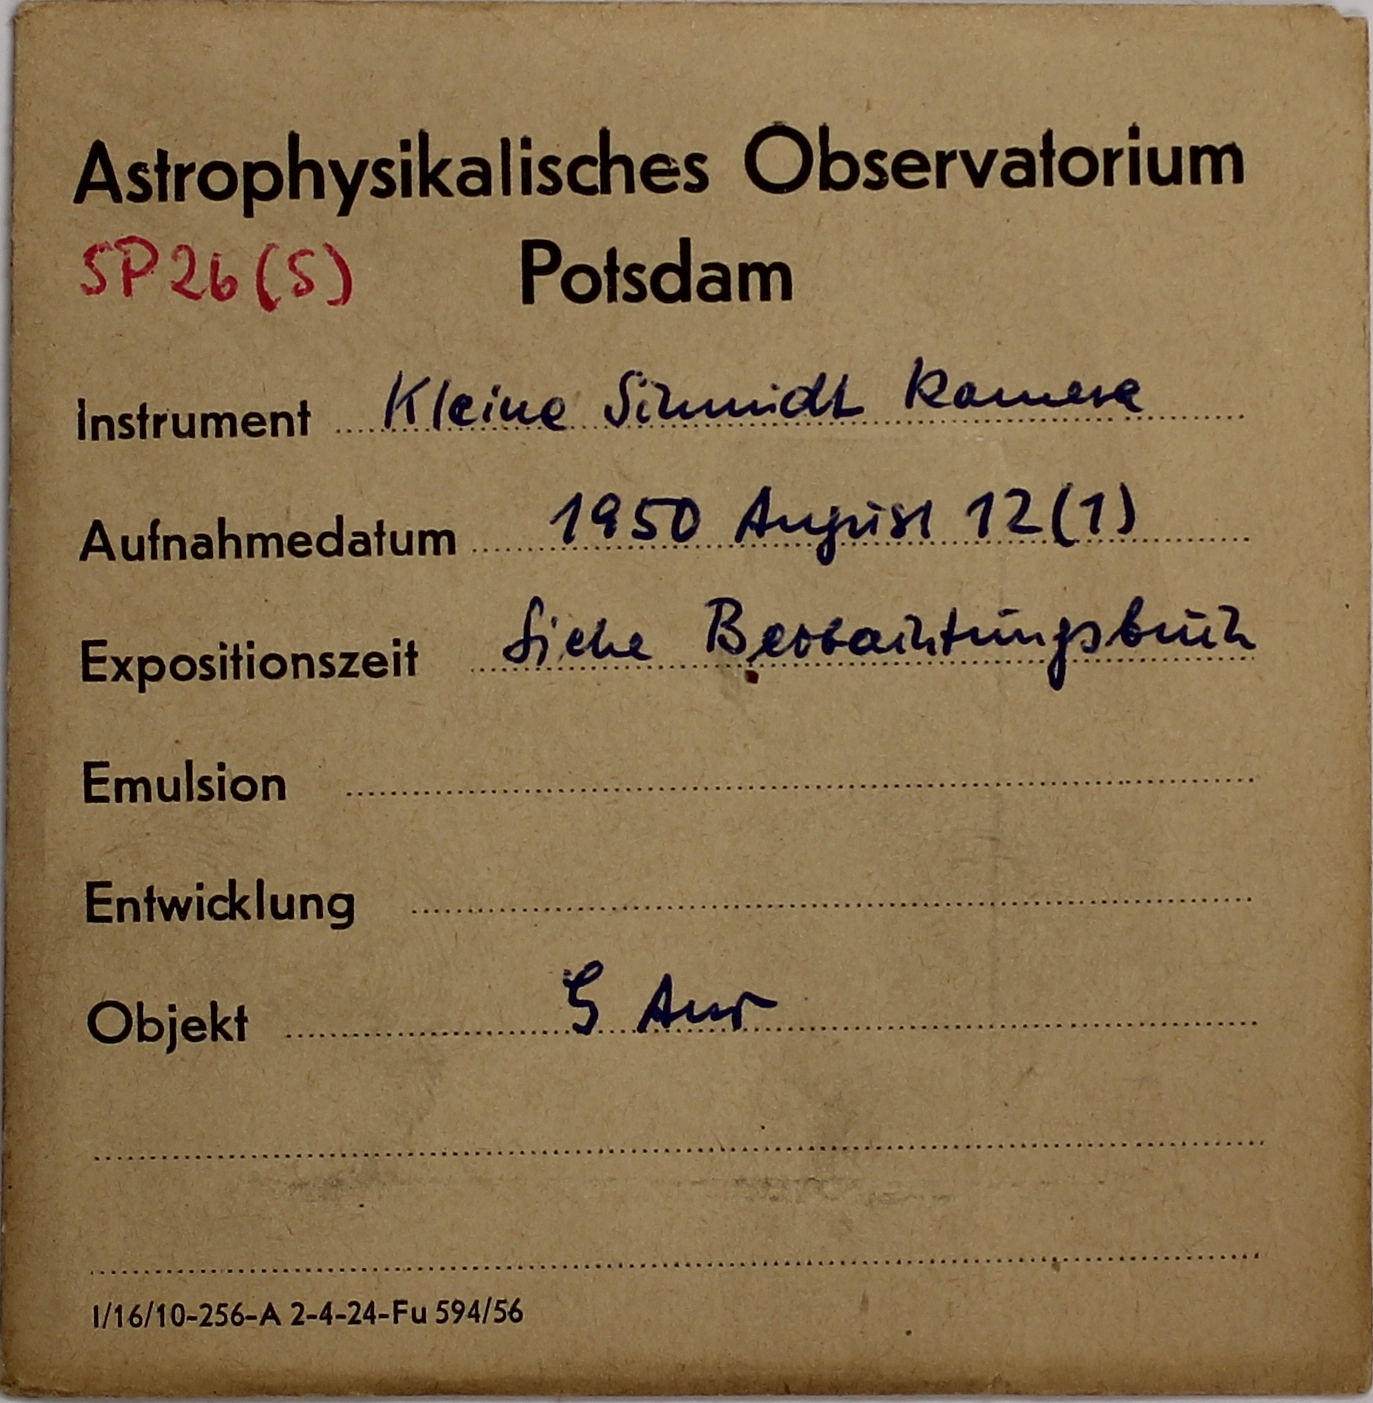 Astrophysikalisches Observatorium
SP26(S) Potsdam
Instrument Kleine Schmidt Kamera
Aufnahmedatum 1950 August 12(1)
Expositionszeit Siehe Beobachtungsbuch
Emulsion
Entwicklung
Objekt ζ Aur
I/16/10-256-A 2-4-24-Fu 594/56